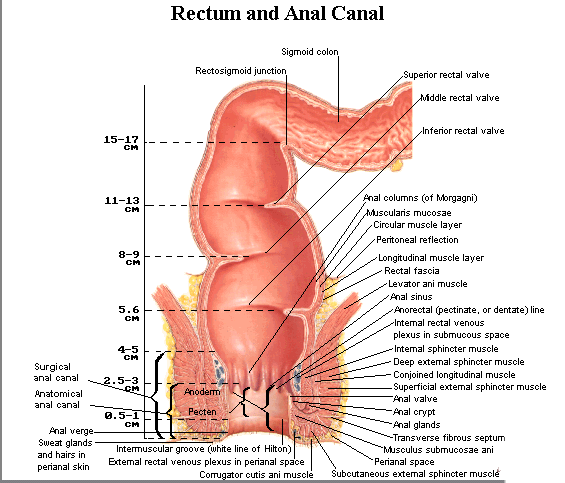 Rectum and Anal Canal
Sigmoid colon
Rectosigmoid junction
Superior rectal valve
Middle rectal valve
Inferior rectal valve
15-17
CM
11-13
CM
8-9
CM
5.6
CM
4-5
CM
2.5-3
CM
0.5-1
CM
Anal columns (of Morgagni)
Muscularis mucosae
Circular muscle layer
Peritoneal reflection
Longitudinal muscle layer
Rectal fascia
Levator ani muscle
Anal sinus
Anorectal (pectinate, or dentate) line
Internal rectal venous
plexus in submucous space
Internal sphincter muscle
Deep external sphincter muscle
Conjoined longitudinal muscle
Superficial external sphincter muscle
Anal valve
Anal crypt
Anal glands
Transverse fibrous septum
Musculus submucosae ani
Perianal space
Subcutaneous external sphincter muscle
Surgical
anal canal
Anatomical
anal canal
Anoderm
Pecten
Anal verge
Sweat glands
and hairs in
perianal skin
Intermuscular groove (white line of Hilton)
External rectal venous plexus in perianal space
Corrugator cutis ani muscle